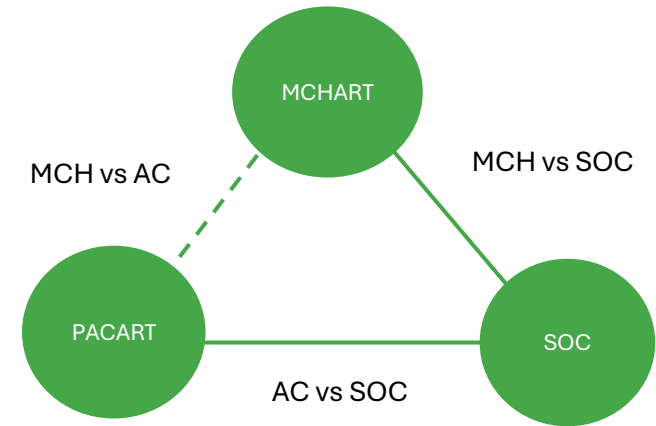 MCHART
MCH vs AC
MCH vs SOC
PACART
SOC
AC vs SOC